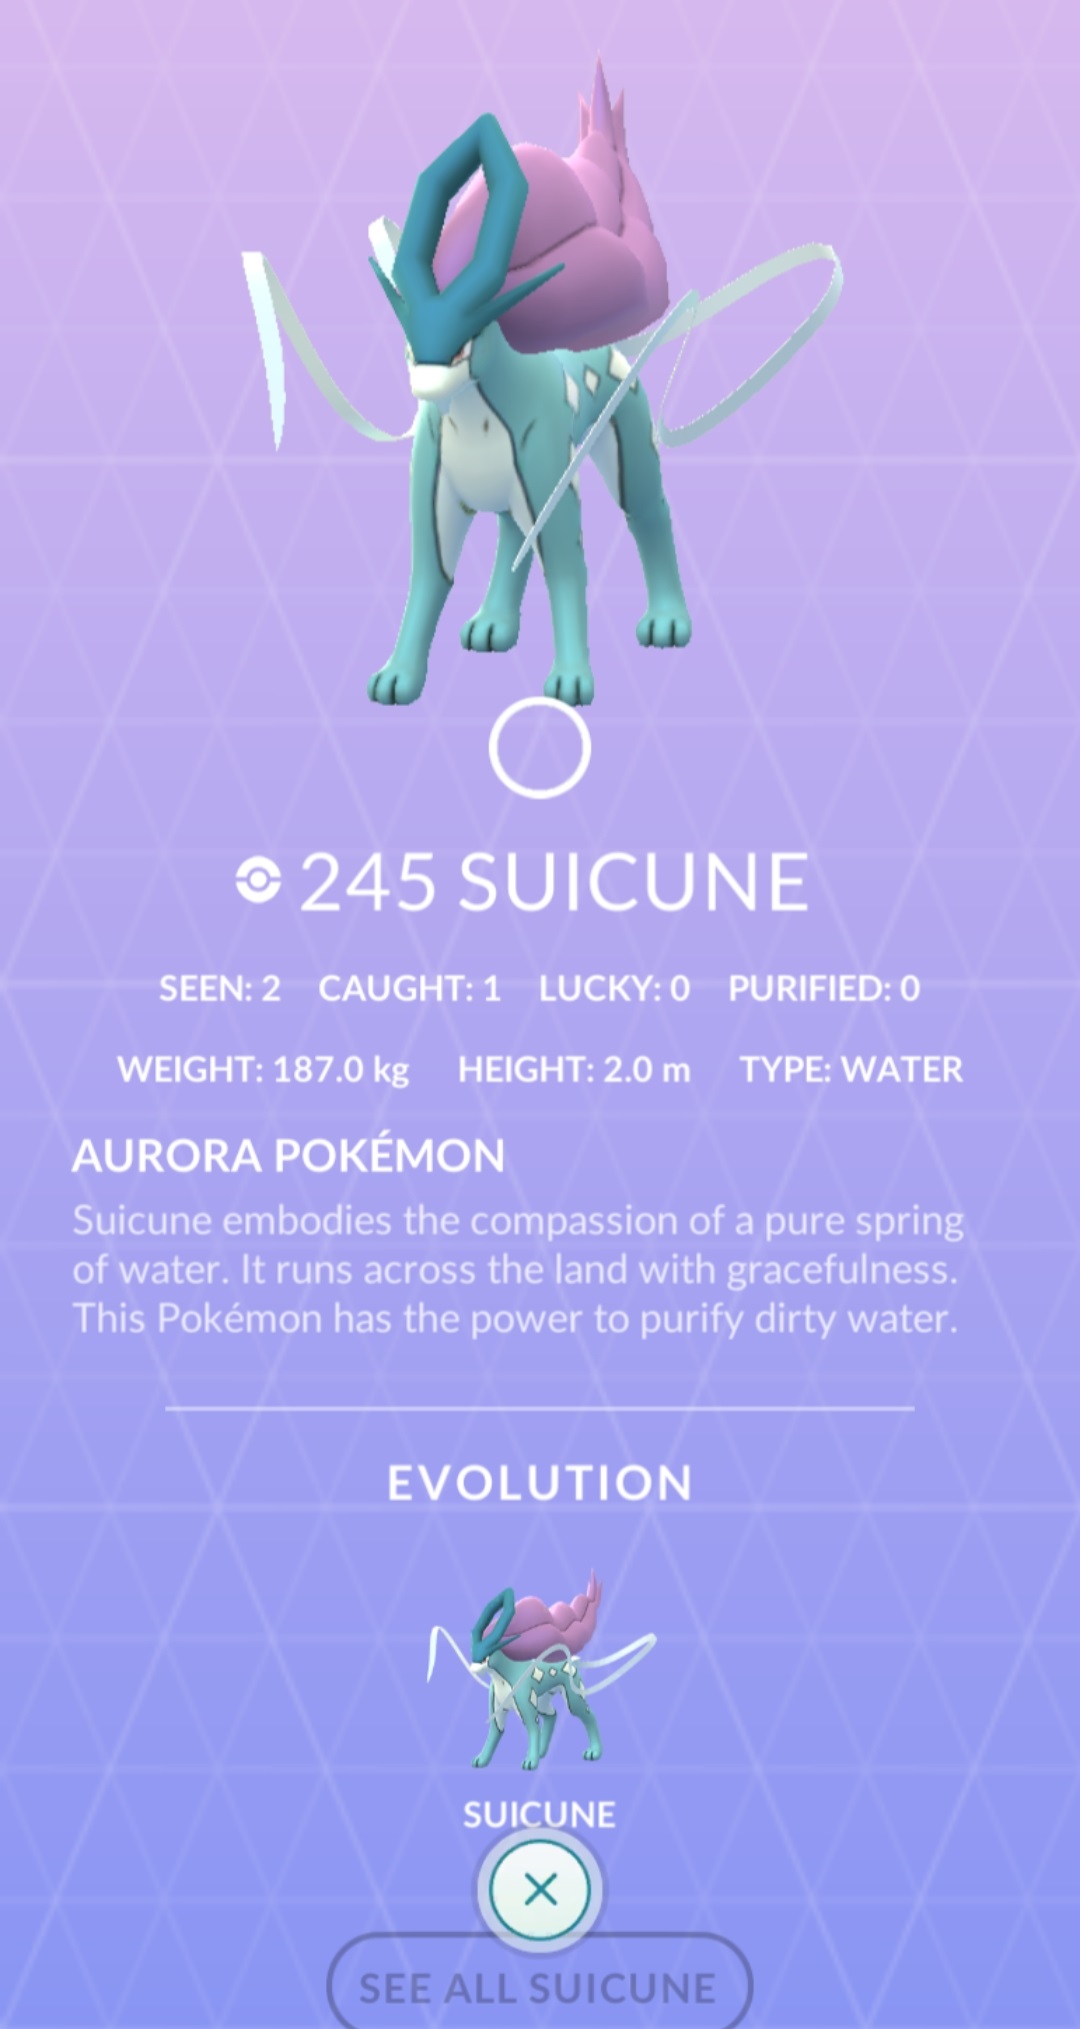 245 SUICUNE
SEEN: 2 CAUGHT: 1 LUCKY: 0 PURIFIED: 0
WEIGHT: 187.0 kg HEIGHT: 2.0 m TYPE: WATER
AURORA POKÉMON
Suicune embodies the compassion of a pure spring
of water. It runs across the land with gracefulness.
This Pokémon has the power to purify dirty water.
EVOLUTION
SUICUNE
SEE ALL SUICUNE